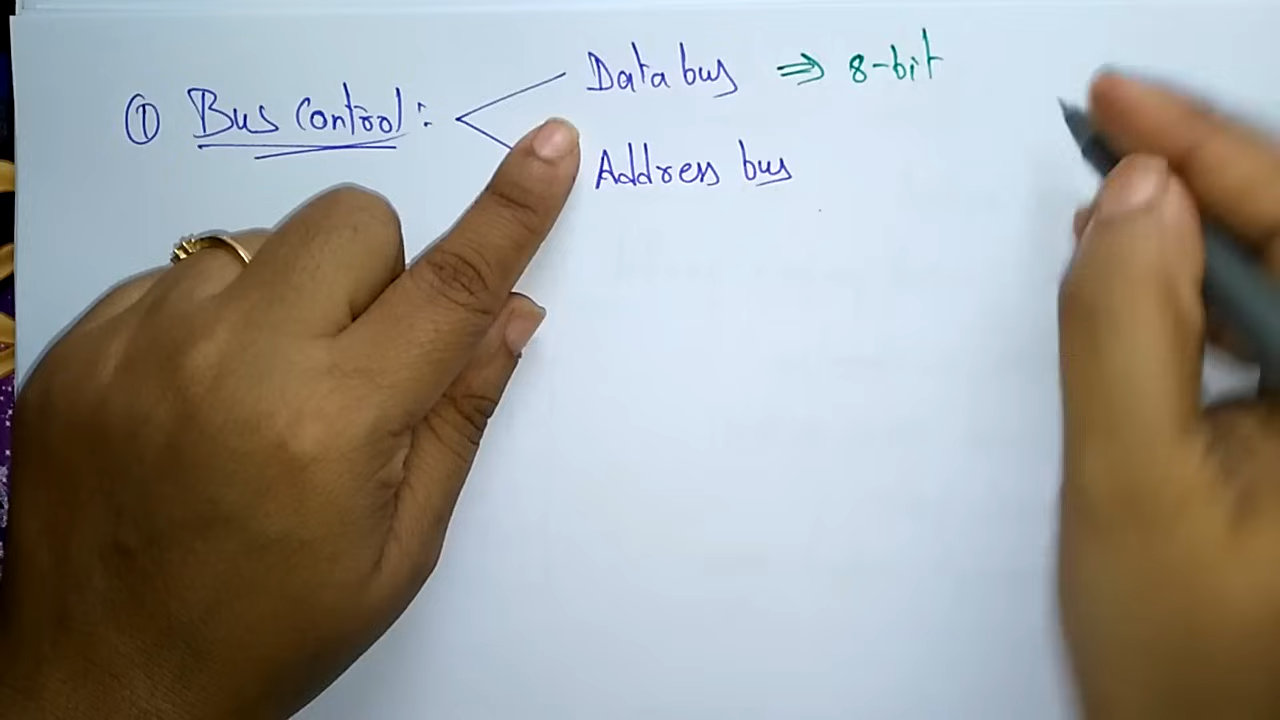 ① Bus Control:
Data bus ⇒ 8-bit
Address bus